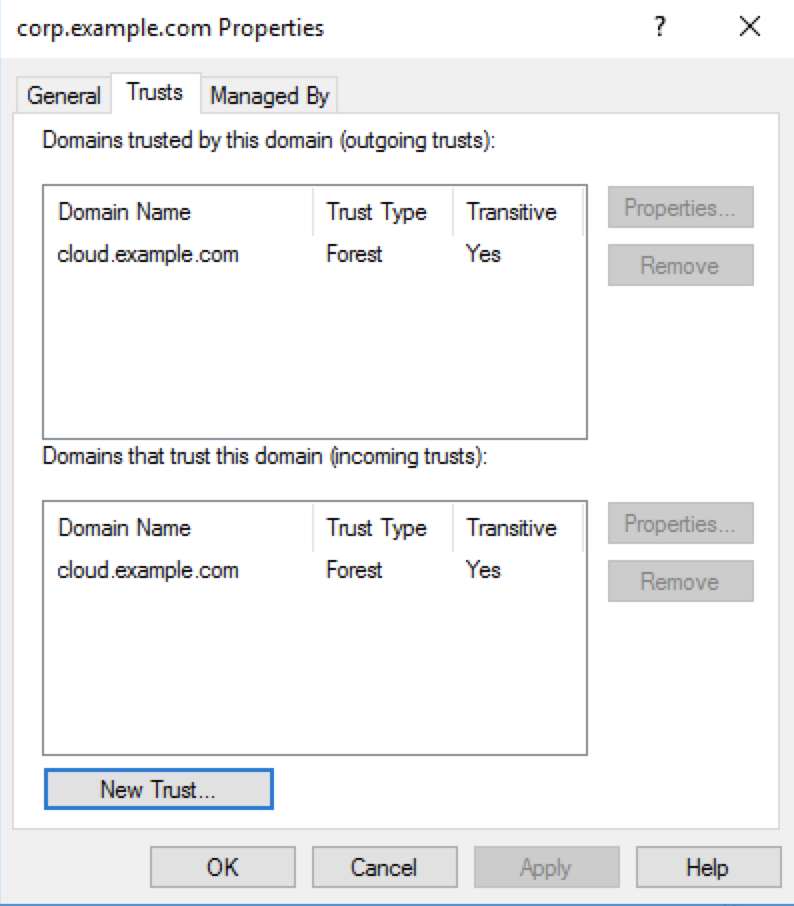 corp.example.com Properties ?
General Trusts Managed By
Domains trusted by this domain (outgoing trusts):
Domain Name Trust Type Transitive Properties...
cloud.example.com Forest Yes Remove
Domains that trust this domain (incoming trusts):
Domain Name Trust Type Transitive Properties...
cloud.example.com Forest Yes Remove
New Trust...
OK Cancel Apply Help